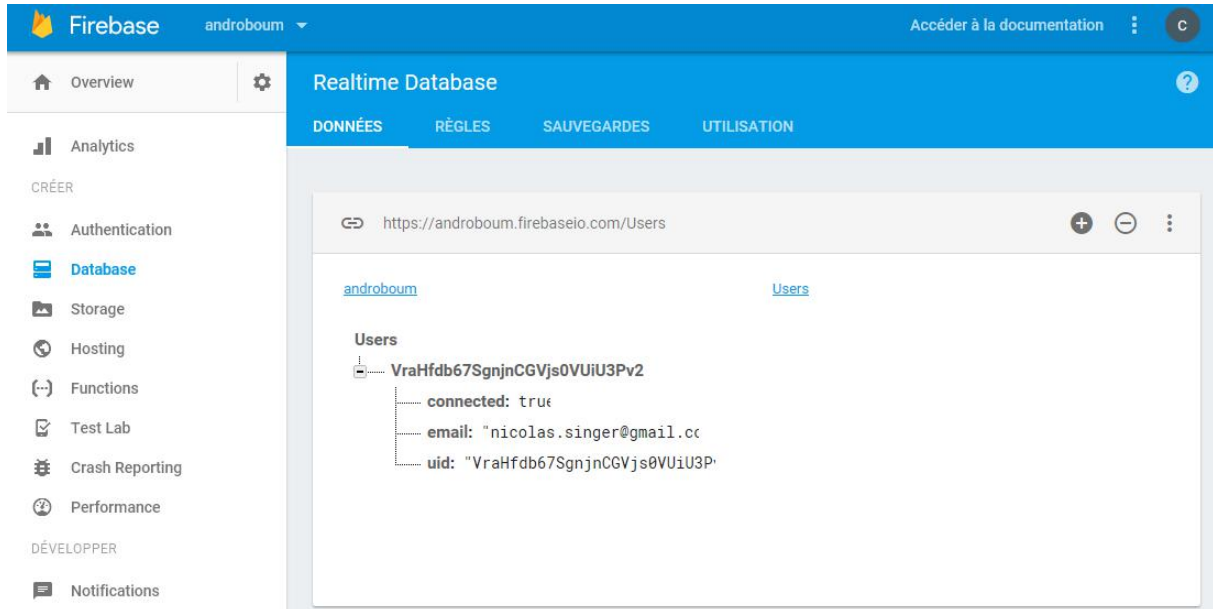 Firebase androboum Accéder à la documentation C
Overview
Realtime Database
DONNÉES RÈGLES SAUVEGARDES UTILISATION
Analytics
CRÉER
Authentication
Database
Storage
Hosting
Functions
Test Lab
Crash Reporting
Performance
DÉVELOPPER
Notifications
https://androboum.firebaseio.com/Users
androboum Users
Users
VraHfdb67SgnjnCGVjs0VUiU3Pv2
connected: true
email: "nicolas.singer@gmail.cc
uid: "VraHfdb67SgnjnCGVjs0VUiU3P